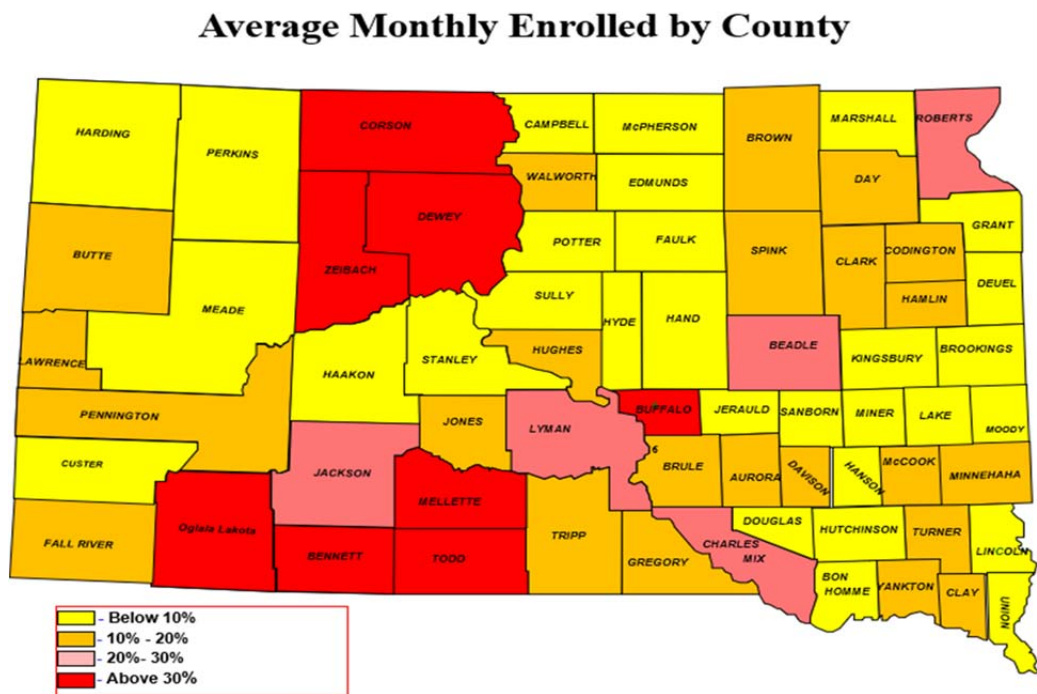 Average Monthly Enrolled by County
HARDING
PERKINS
CORSON
CAMPBELL
McPHERSON
BROWN
MARSHALL
ROBERTS
WALWORTH
EDMUNDS
DAY
BUTTE
MEADE
ZEIBACH
DEWEY
POTTER
FAULK
SPINK
CLARK
CODINGTON
GRANT
HAMLIN
DEUEL
SULLY
HYDE
HAND
LAWRENCE
HAAKON
STANLEY
HUGHES
BEADLE
KINGSBURY
BROOKINGS
PENNINGTON
JONES
LYMAN
BUFFALO
JERAULD
SANBORN
MINER
LAKE
MOODY
6
CUSTER
JACKSON
MELLETTE
BRULE
AURORA
DAVISON
HANSON
McCOOK
MINNEHAHA
FALL RIVER
Oglala Lakota
BENNETT
TODD
TRIPP
GREGORY
CHARLES
MIX
DOUGLAS
HUTCHINSON
TURNER
LINCOLN
BON
HOMME
YANKTON
CLAY
UNION
- Below 10%
- 10% - 20%
- 20%- 30%
- Above 30%